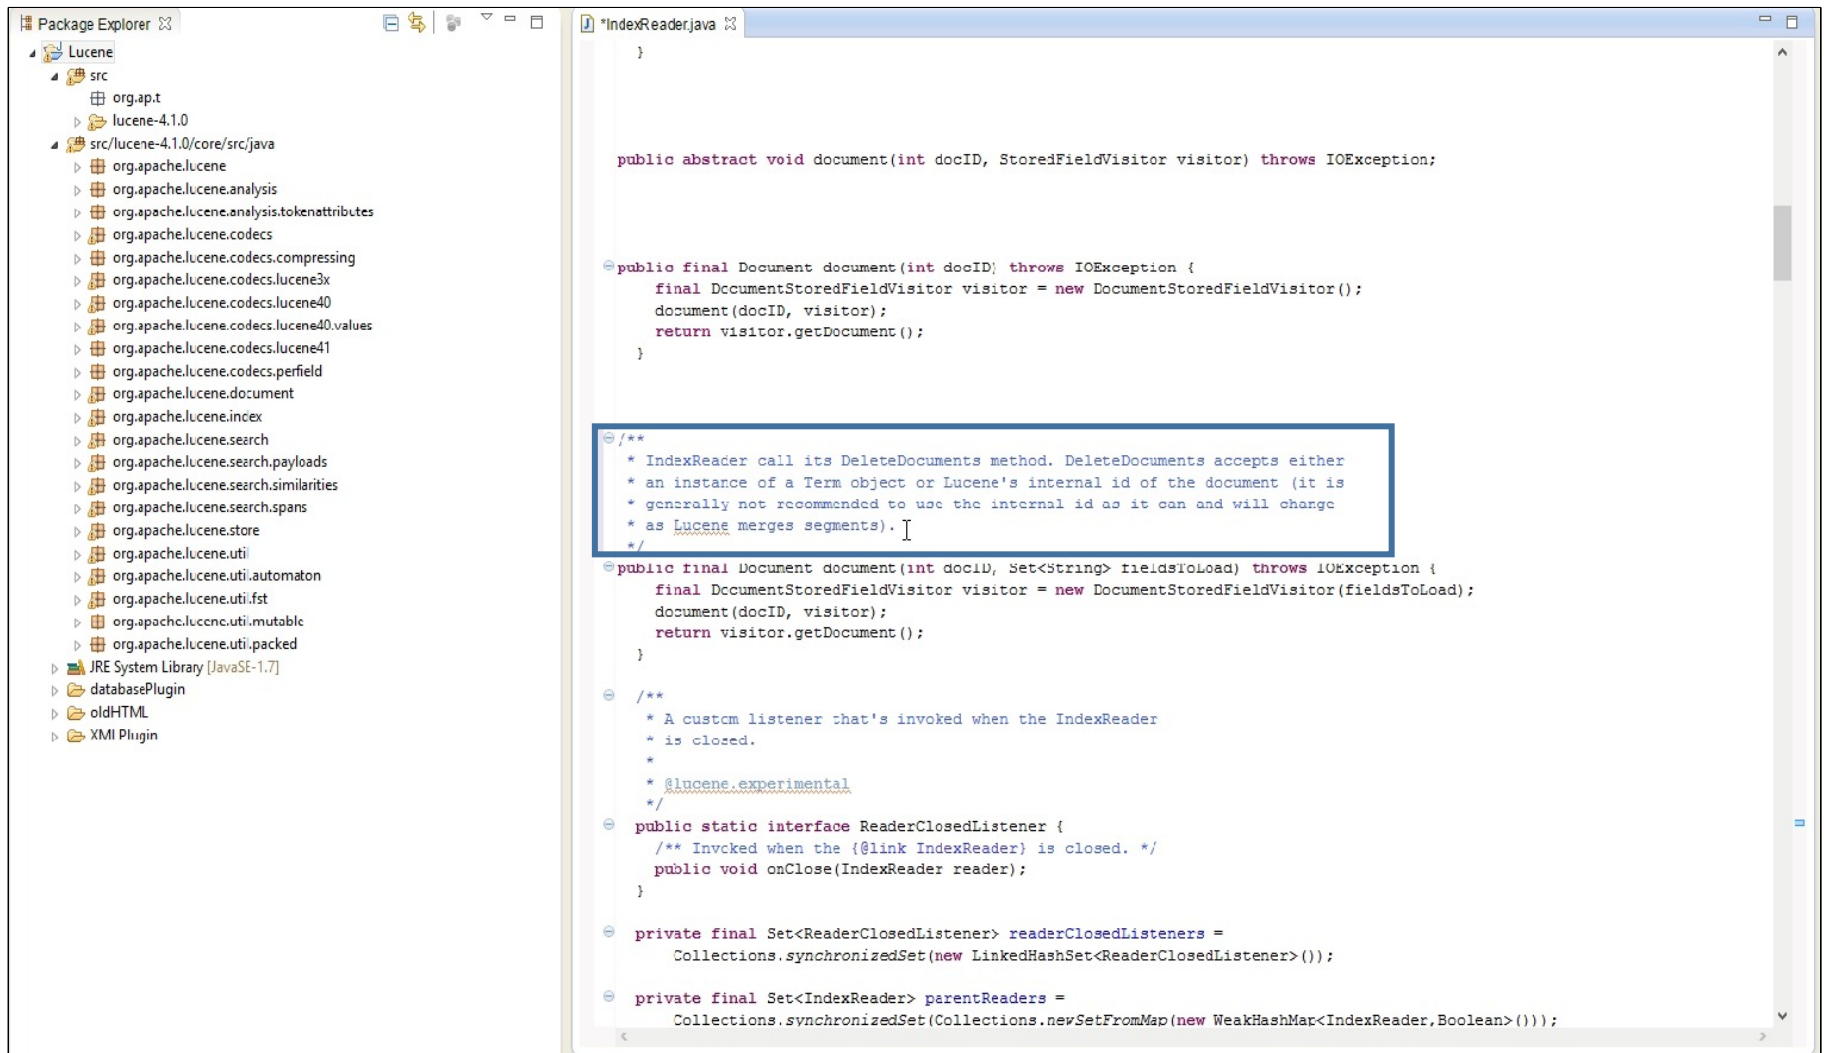 Package Explorer
Lucene
src
org.ap.t
lucene-4.1.0
src/lucene-4.1.0/core/src/java
org.apache.lucene
org.apache.lucene.analysis
org.apache.lucene.analysis.tokenattributes
org.apache.lucene.codecs
org.apache.lucene.codecs.compressing
org.apache.lucene.codecs.lucene3x
org.apache.lucene.codecs.lucene40
org.apache.lucene.codecs.lucene40.values
org.apache.lucene.codecs.lucene41
org.apache.lucene.codecs.perfield
org.apache.lucene.document
org.apache.lucene.index
org.apache.lucene.search
org.apache.lucene.search.payloads
org.apache.lucene.search.similarities
org.apache.lucene.search.spans
org.apache.lucene.store
org.apache.lucene.util
org.apache.lucene.util.automaton
org.apache.lucene.util.fst
org.apache.lucene.util.mutable
org.apache.lucene.util.packed
JRE System Library [JavaSE-1.7]
databasePlugin
oldHTML
XML Plugin
*IndexReader.java
}
public abstract void document(int docID, StoredFieldVisitor visitor) throws IOException;
public final Document document(int docID) throws IOException {
final DocumentStoredFieldVisitor visitor = new DocumentStoredFieldVisitor();
document(docID, visitor);
return visitor.getDocument();
}
/**
* IndexReader call its DeleteDocuments method. DeleteDocuments accepts either
* an instance of a Term object or Lucene's internal id of the document (it is
* generally not recommended to use the internal id as it can and will change
* as Lucene merges segments).
*/
public final Document document(int docID, Set<String> fieldsToLoad) throws IOException {
final DocumentStoredFieldVisitor visitor = new DocumentStoredFieldVisitor(fieldsToLoad);
document(docID, visitor);
return visitor.getDocument();
}
/**
* A custom listener that's invoked when the IndexReader
* is closed.
*
* @lucene.experimental
*/
public static interface ReaderClosedListener {
/** Invoked when the {@link IndexReader} is closed. */
public void onClose(IndexReader reader);
}
private final Set<ReaderClosedListener> readerClosedListeners =
Collections.synchronizedSet(new LinkedHashSet<ReaderClosedListener>());
private final Set<IndexReader> parentReaders =
Collections.synchronizedSet(Collections.newSetFromMap(new WeakHashMap<IndexReader,Boolean>()));